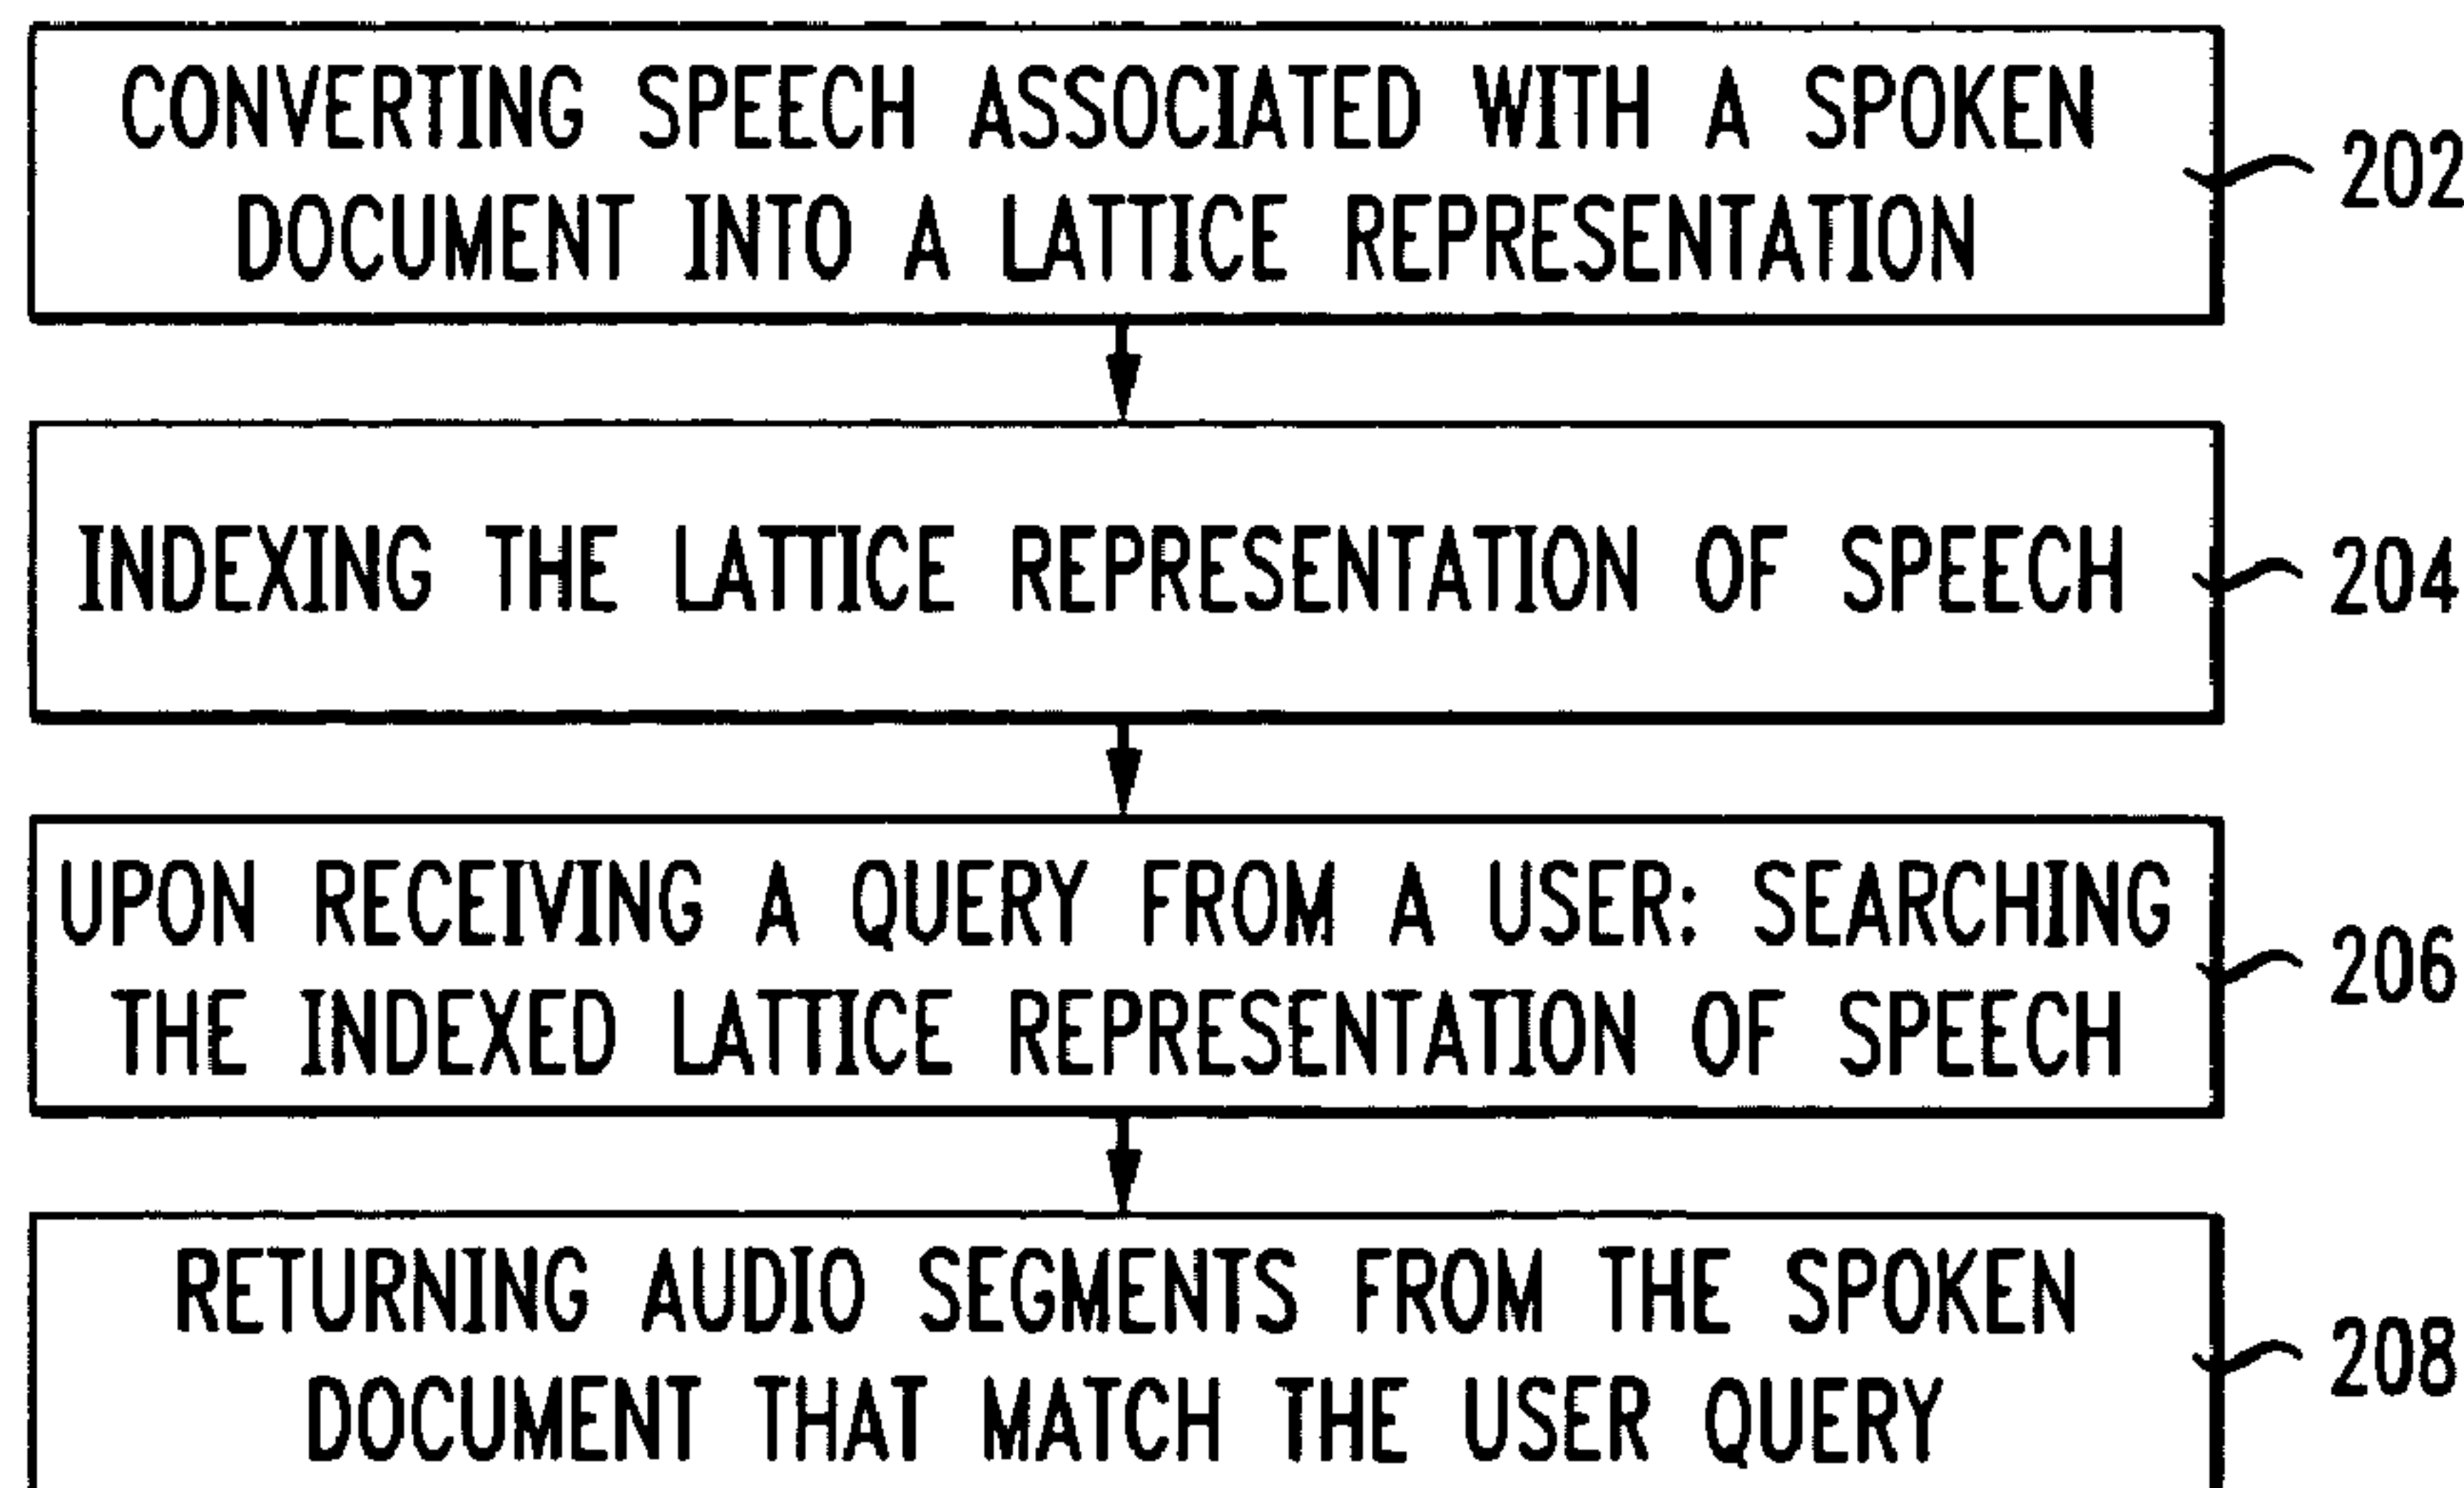 CONVERTING SPEECH ASSOCIATED WITH A SPOKEN
DOCUMENT INTO A LATTICE REPRESENTATION
202
INDEXING THE LATTICE REPRESENTATION OF SPEECH
204
UPON RECEIVING A QUERY FROM A USER: SEARCHING
THE INDEXED LATTICE REPRESENTATION OF SPEECH
206
RETURNING AUDIO SEGMENTS FROM THE SPOKEN
DOCUMENT THAT MATCH THE USER QUERY
208